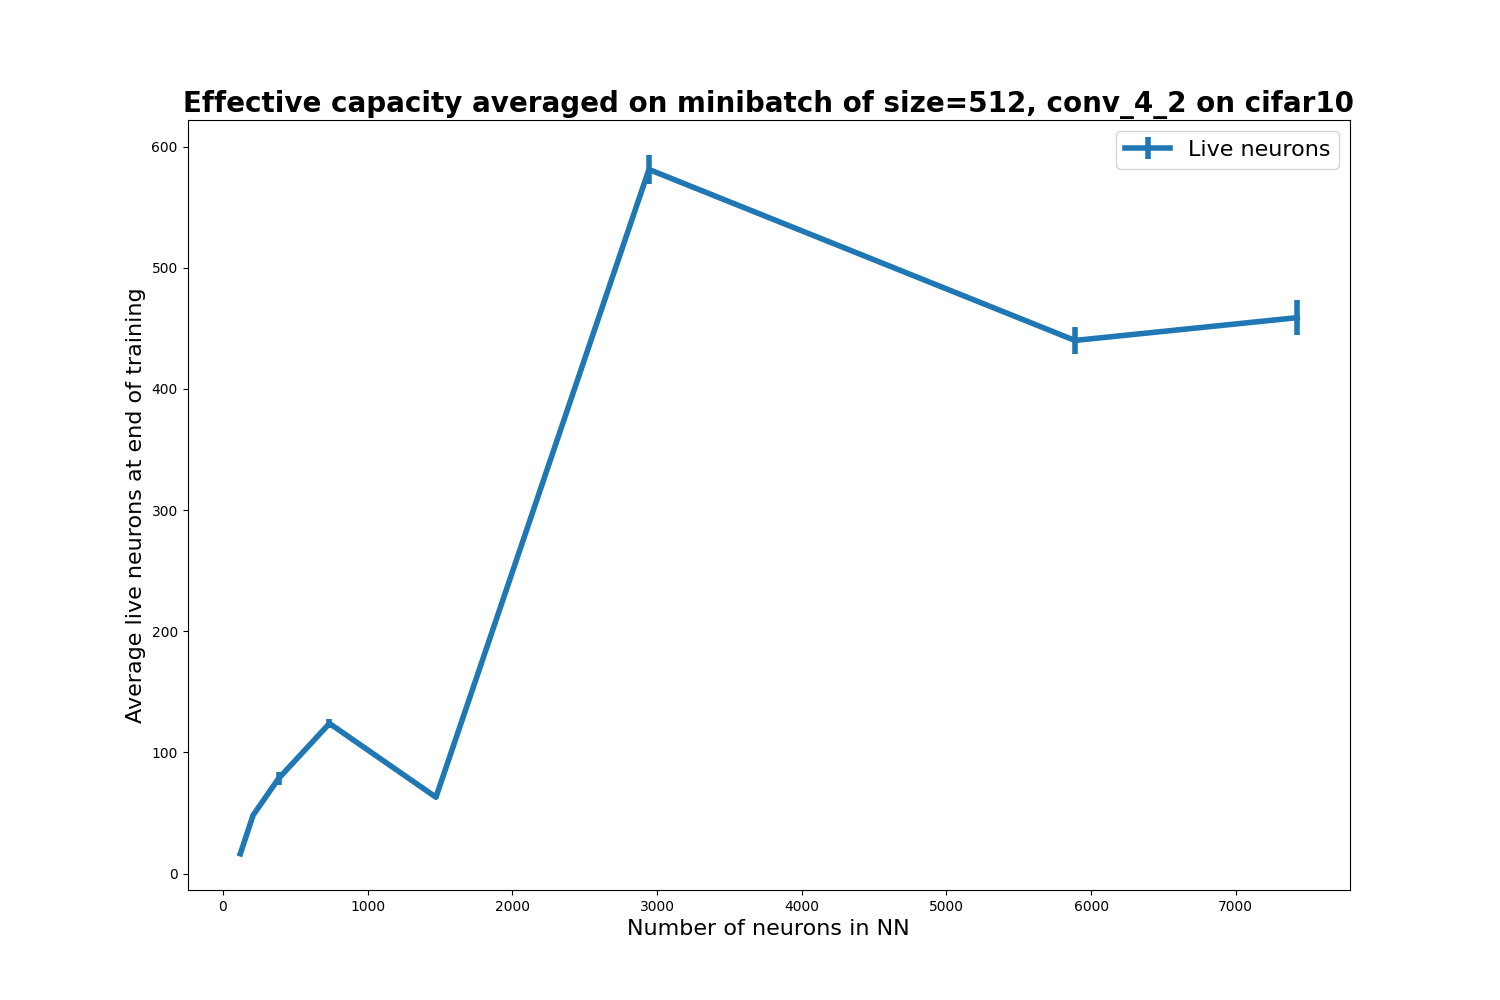 Effective capacity averaged on minibatch of size=512, conv_4_2 on cifar10
Live neurons
600
500
400
300
200
100
0
Average live neurons at end of training
0 1000 2000 3000 4000 5000 6000 7000
Number of neurons in NN